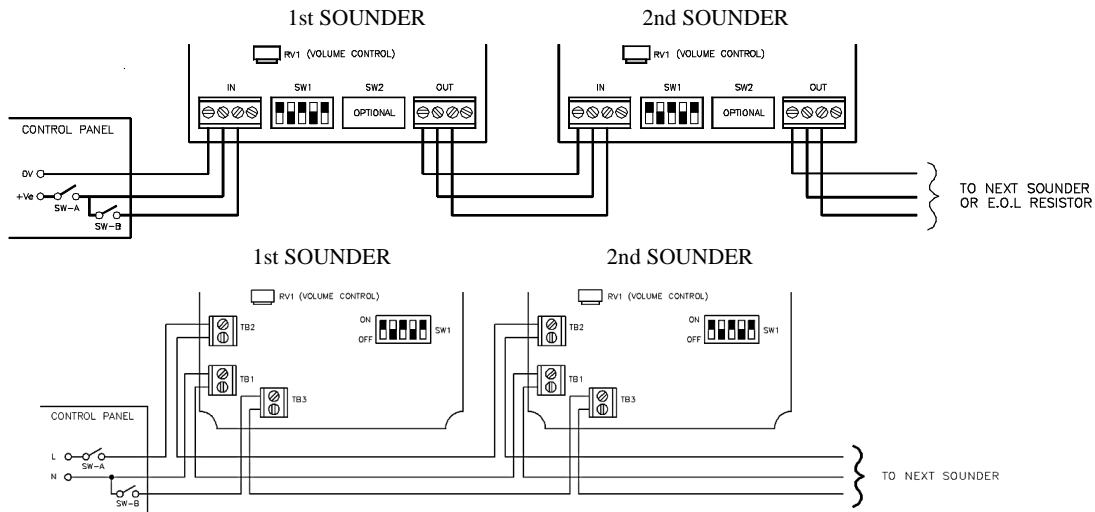 1st SOUNDER 2nd SOUNDER
RV1 (VOLUME CONTROL) RV1 (VOLUME CONTROL)
IN SW1 SW2 OUT IN SW1 SW2 OUT
OPTIONAL OPTIONAL
CONTROL PANEL
0V
+Ve
SW-A
SW-B
TO NEXT SOUNDER
OR E.O.L RESISTOR
1st SOUNDER 2nd SOUNDER
RV1 (VOLUME CONTROL) RV1 (VOLUME CONTROL)
TB2 ON SW1 TB2 ON SW1
OFF OFF
TB1 TB1
TB3 TB3
CONTROL PANEL
L
SW-A
N
SW-B
TO NEXT SOUNDER